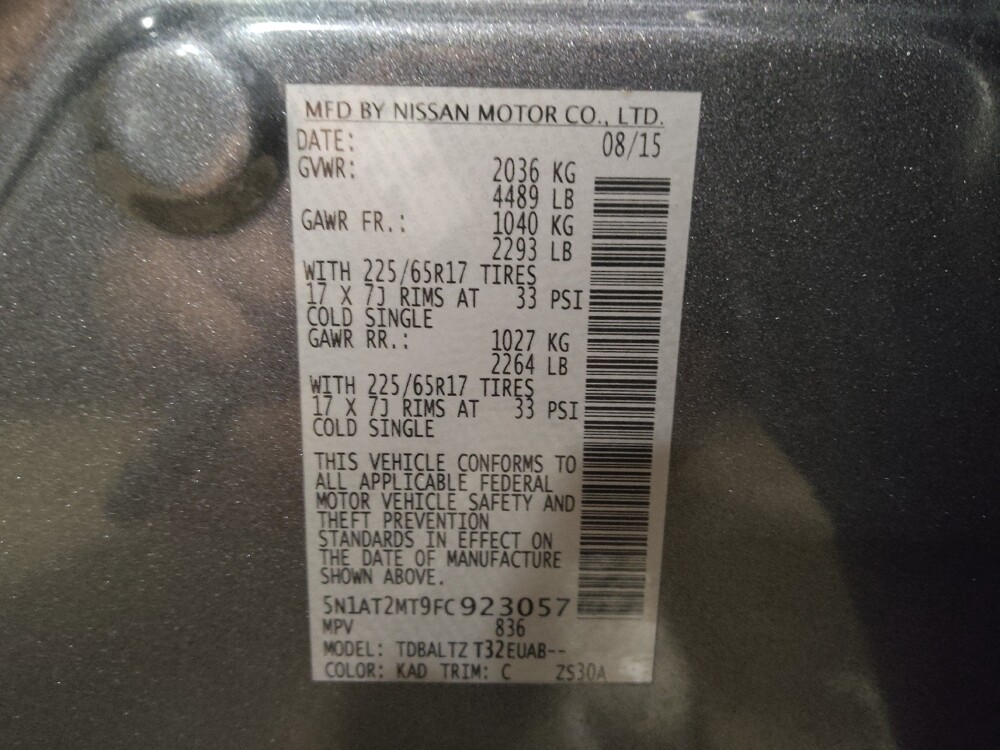 MFD BY NISSAN MOTOR CO., LTD.
DATE: 08/15
GVWR: 2036 KG
4489 LB
GAWR FR.: 1040 KG
2293 LB
WITH 225/65R17 TIRES
17 X 7J RIMS AT 33 PSI
COLD SINGLE
GAWR RR.: 1027 KG
2264 LB
WITH 225/65R17 TIRES
17 X 7J RIMS AT 33 PSI
COLD SINGLE
THIS VEHICLE CONFORMS TO
ALL APPLICABLE FEDERAL
MOTOR VEHICLE SAFETY AND
THEFT PREVENTION
STANDARDS IN EFFECT ON
THE DATE OF MANUFACTURE
SHOWN ABOVE.
5N1AT2MT9FC923057
MPV 836
MODEL: TDBALTZ T32EUAB--
COLOR: KAD TRIM: C ZS30A